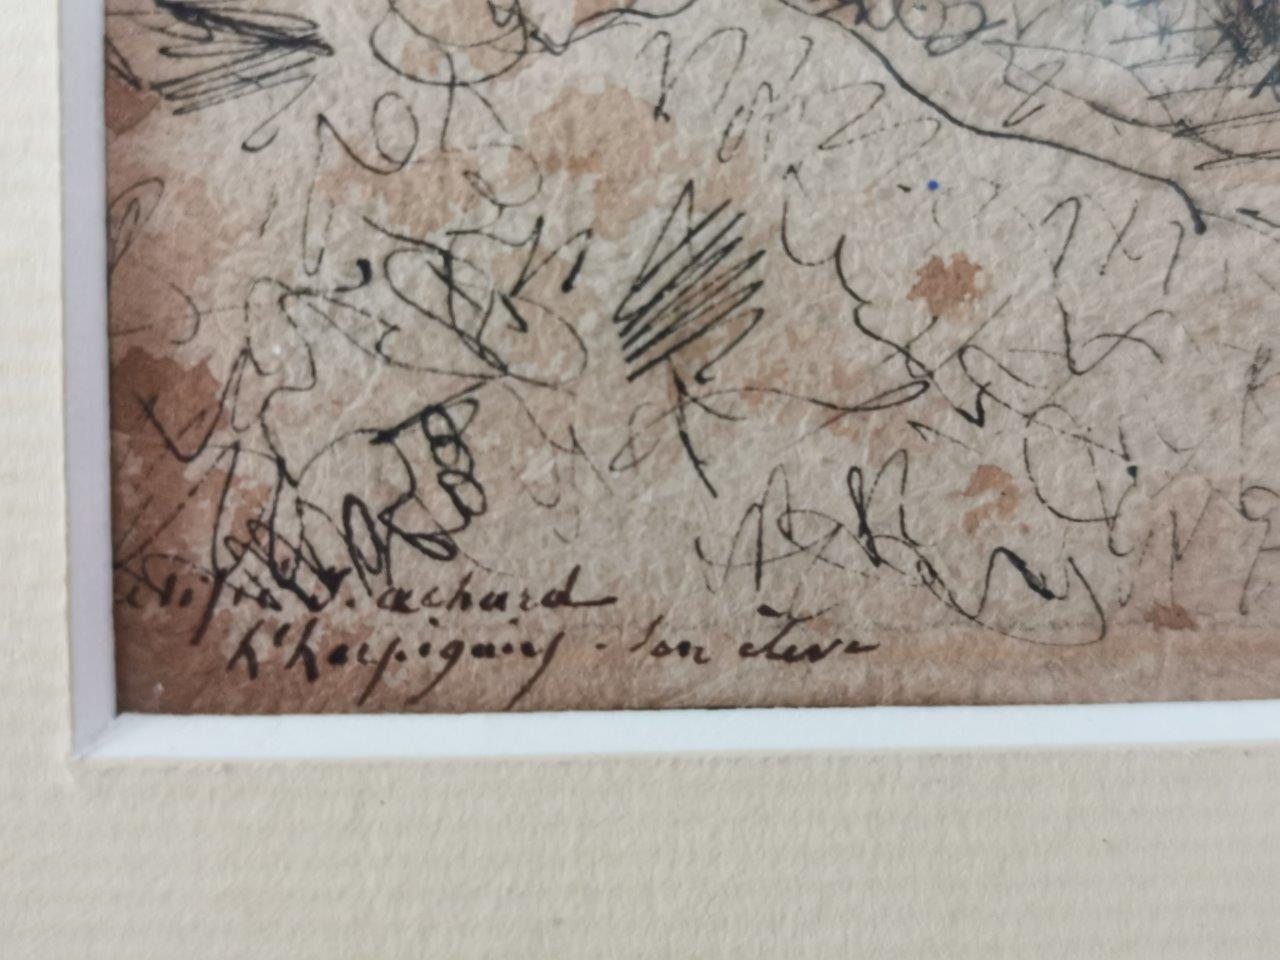 J. achard
h' harpignies - son élève